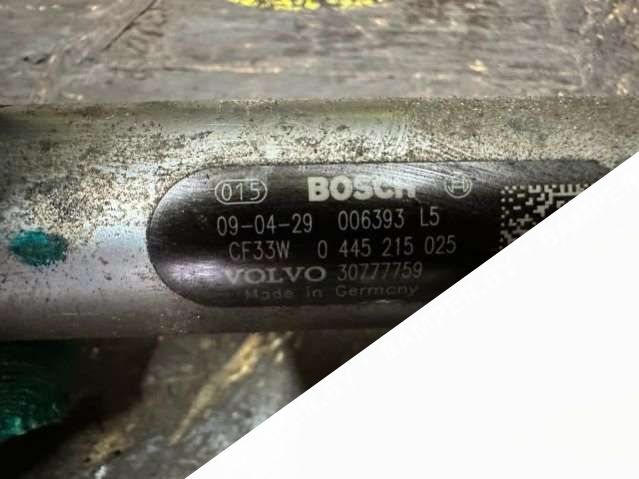 015 BOSCH
09-04-29 006393 L5
CF33W 0 445 215 025
VOLVO 30777759
Made in Germany